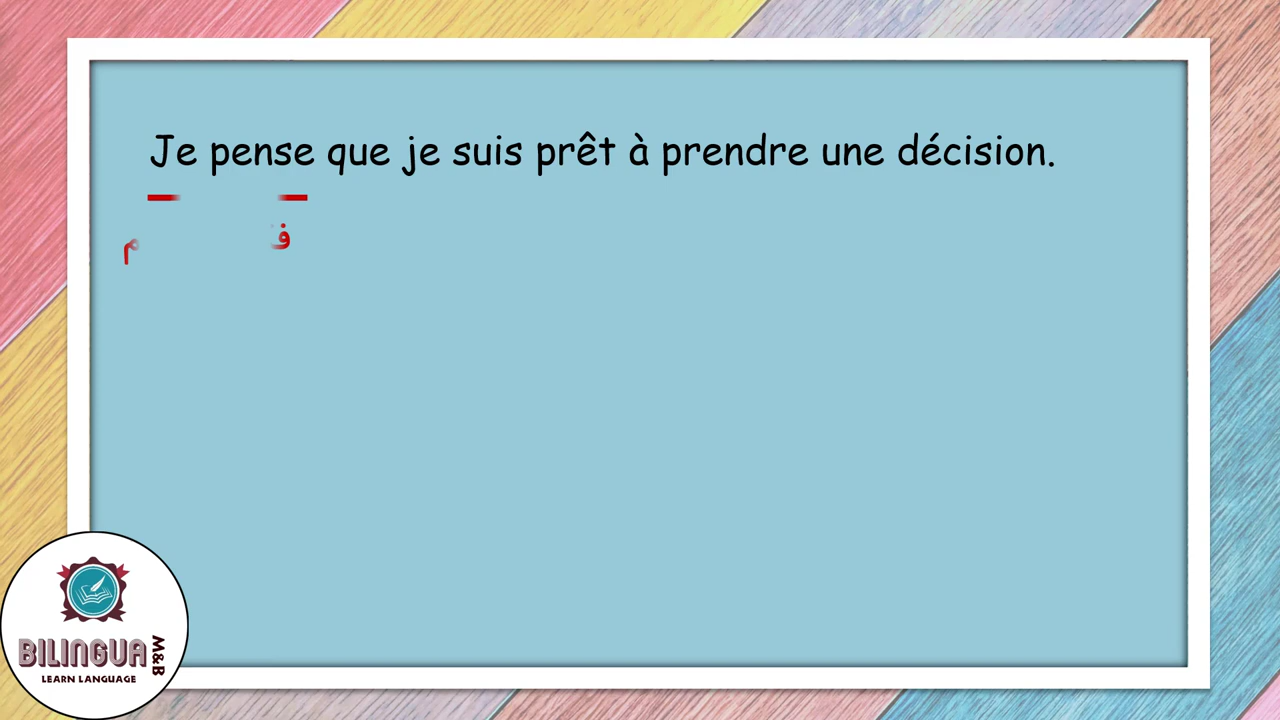 Je pense que je suis prêt à prendre une décision.
BILINGUA
M&B
LEARN LANGUAGE